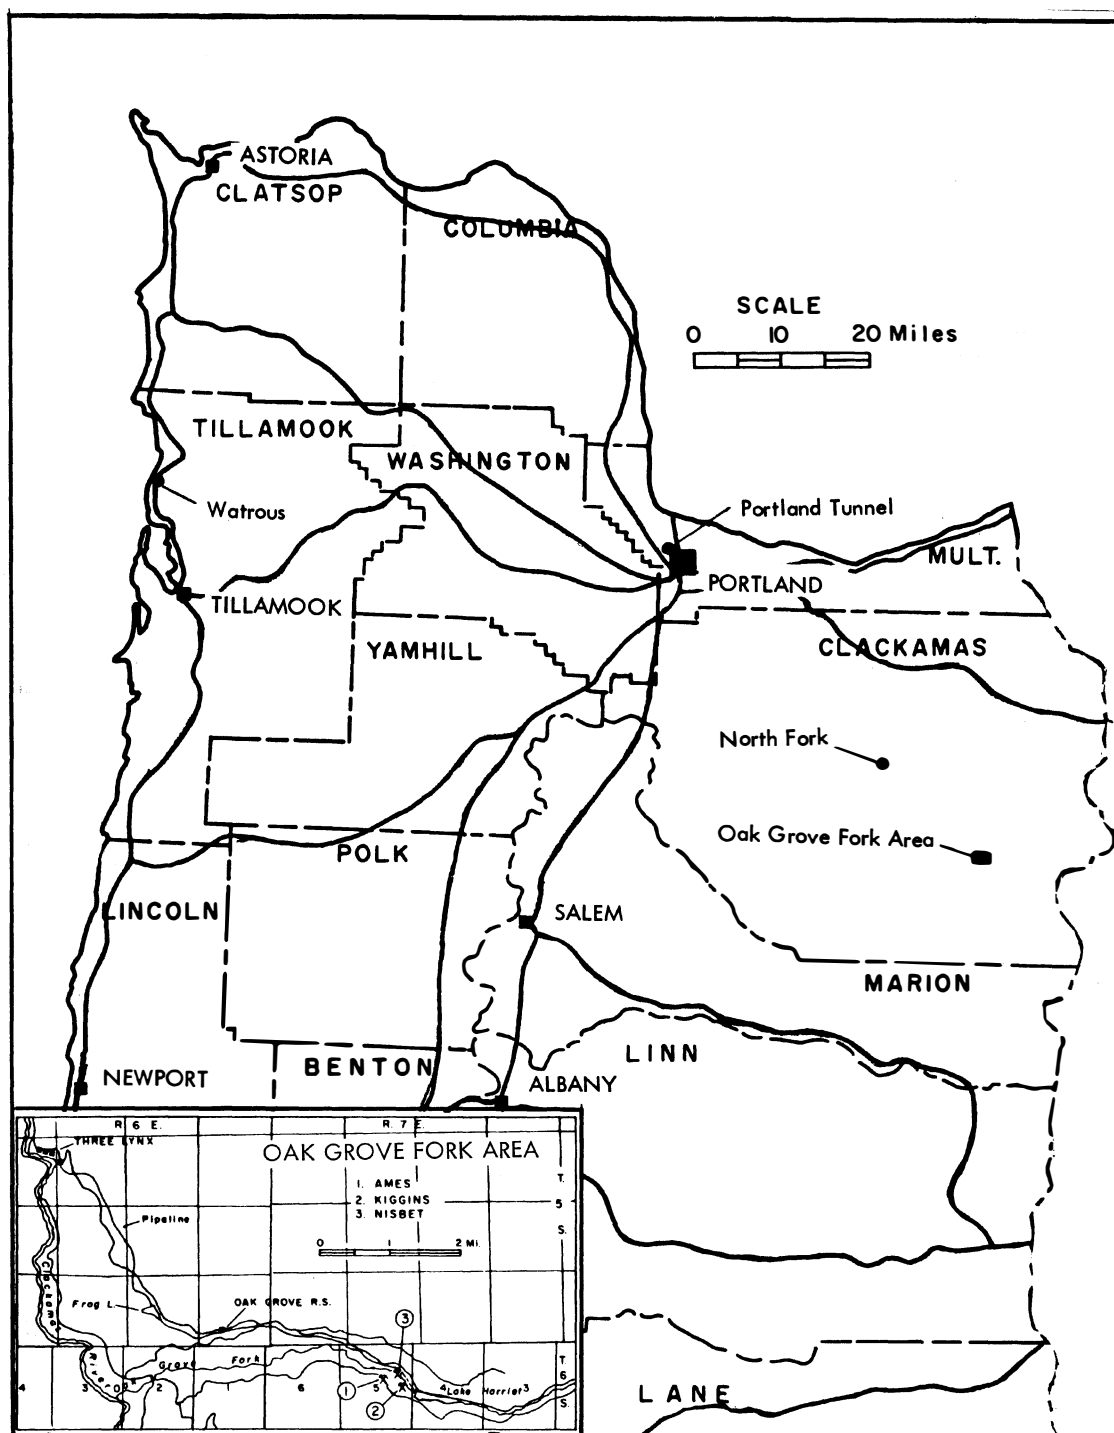 ASTORIA
CLATSOP
COLUMBIA
SCALE
0 10 20 Miles
TILLAMOOK
WASHINGTON
Watrous
Portland Tunnel
MULT.
PORTLAND
TILLAMOOK
YAMHILL
CLACKAMAS
North Fork
Oak Grove Fork Area
POLK
LINCOLN
SALEM
MARION
LINN
BENTON
NEWPORT
ALBANY
R. 6 E. R. 7 E.
THREE LYNX
OAK GROVE FORK AREA
1. AMES
2. KIGGINS
3. NISBET
T.
5
S.
Pipeline
0 1 2 Mi.
Clackamas
River
Frog L.
OAK GROVE R.S.
3
Oak Grove Fork
T.
6
S.
4 3 2 1 6 5 4 Lake Harriet 3
1
2
LANE